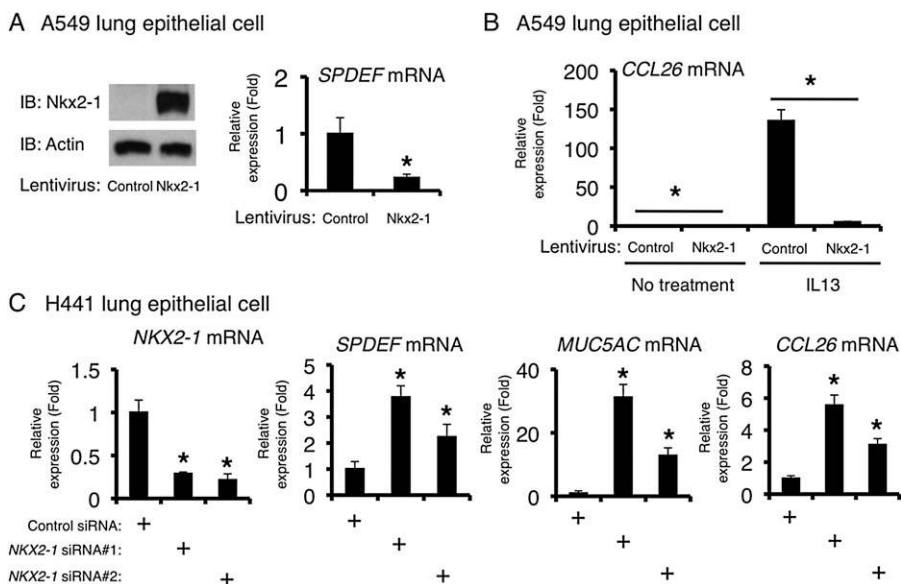 A A549 lung epithelial cell
IB: Nkx2-1
IB: Actin
Lentivirus: Control Nkx2-1
SPDEF mRNA
Relative expression (Fold)
2
1
0
*
Lentivirus: Control Nkx2-1
B A549 lung epithelial cell
CCL26 mRNA
Relative expression (Fold)
200
150
100
50
0
*
*
Lentivirus: Control Nkx2-1 Control Nkx2-1
No treatment IL13
C H441 lung epithelial cell
NKX2-1 mRNA
Relative expression (Fold)
1.5
1
0.5
0
* *
SPDEF mRNA
Relative expression (Fold)
5
4
3
2
1
0
* *
MUC5AC mRNA
Relative expression (Fold)
40
20
0
* *
CCL26 mRNA
Relative expression (Fold)
8
6
4
2
0
* *
Control siRNA: + + + +
NKX2-1 siRNA#1: + + + +
NKX2-1 siRNA#2: + + + +